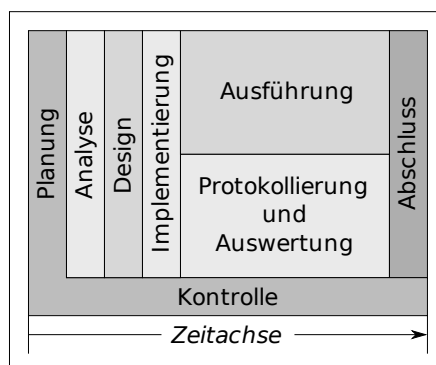 Planung
Analyse
Design
Implementierung
Ausführung
Protokollierung
und
Auswertung
Abschluss
Kontrolle
Zeitachse